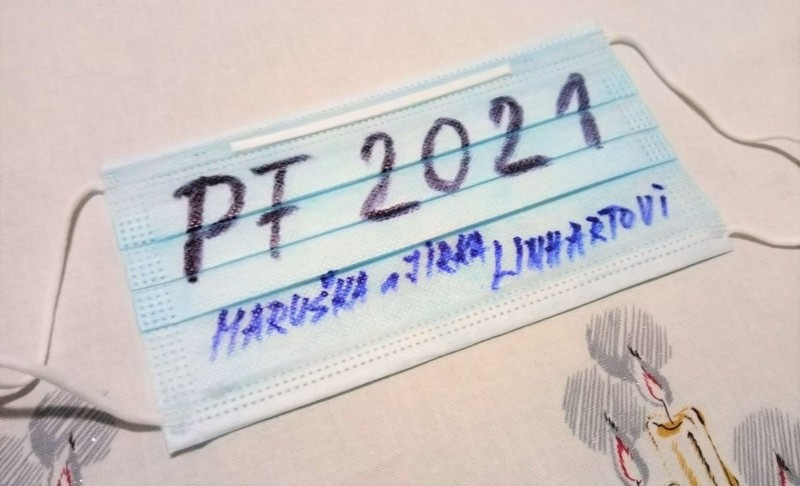 PF 2021
MARUŠKA a JIRKA LINHARTOVI